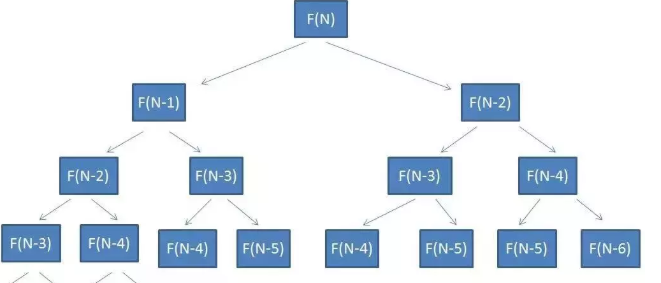 F(N)
F(N-1) F(N-2)
F(N-2) F(N-3) F(N-3) F(N-4)
F(N-3) F(N-4) F(N-4) F(N-5) F(N-4) F(N-5) F(N-5) F(N-6)